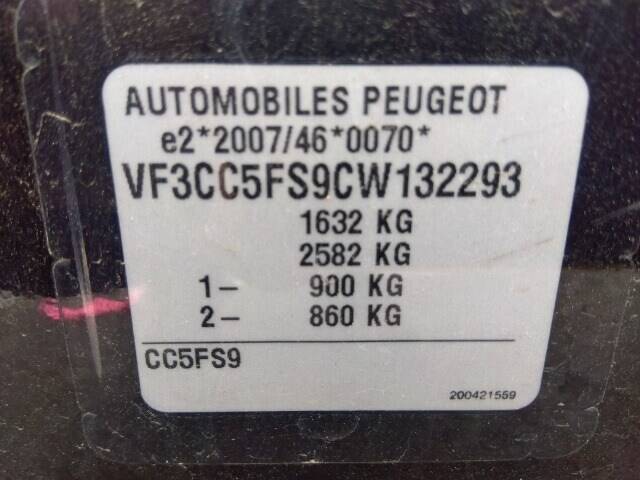 AUTOMOBILES PEUGEOT
e2*2007/46*0070*
VF3CC5FS9CW132293
1632 KG
2582 KG
1- 900 KG
2- 860 KG
CC5FS9
200421559